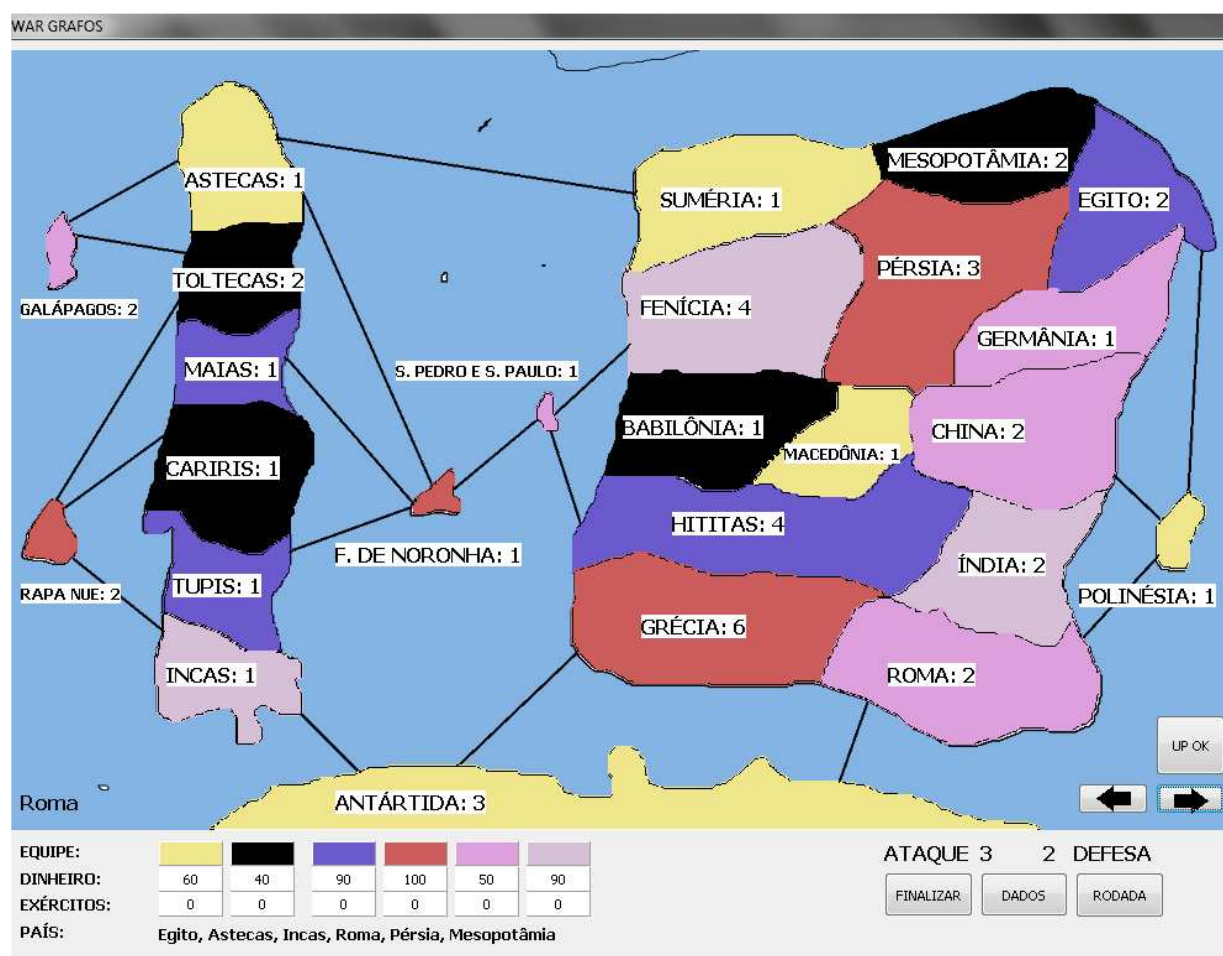 WAR GRAFOS
ASTECAS: 1
MESOPOTÂMIA: 2
SUMÉRIA: 1
EGITO: 2
TOLTECAS: 2
PÉRSIA: 3
GALÁPAGOS: 2
FENÍCIA: 4
GERMÂNIA: 1
MAIAS: 1
S. PEDRO E S. PAULO: 1
BABILÔNIA: 1
CHINA: 2
MACEDÔNIA: 1
CARIRIS: 1
HITITAS: 4
F. DE NORONHA: 1
ÍNDIA: 2
RAPA NUE: 2
TUPIS: 1
POLINÉSIA: 1
GRÉCIA: 6
INCAS: 1
ROMA: 2
UP OK
Roma
ANTÁRTIDA: 3
EQUIPE:
ATAQUE 3 2 DEFESA
DINHEIRO: 60 40 90 100 50 90
FINALIZAR DADOS RODADA
EXÉRCITOS: 0 0 0 0 0 0
PAÍS: Egito, Astecas, Incas, Roma, Pérsia, Mesopotâmia